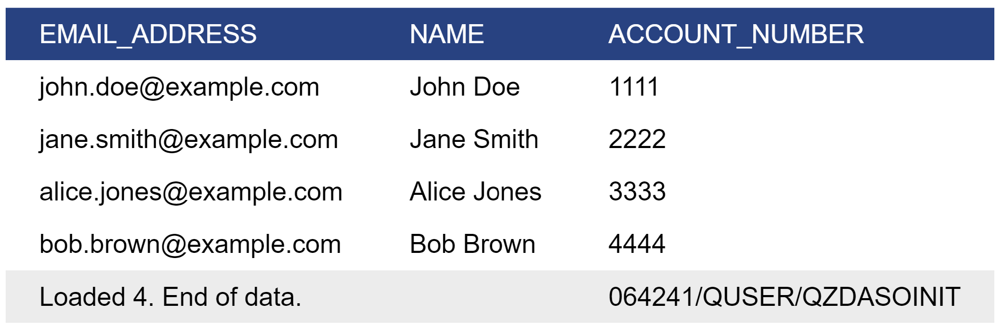 EMAIL_ADDRESS NAME ACCOUNT_NUMBER
john.doe@example.com John Doe 1111
jane.smith@example.com Jane Smith 2222
alice.jones@example.com Alice Jones 3333
bob.brown@example.com Bob Brown 4444
Loaded 4. End of data. 064241/QUSER/QZDASOINIT